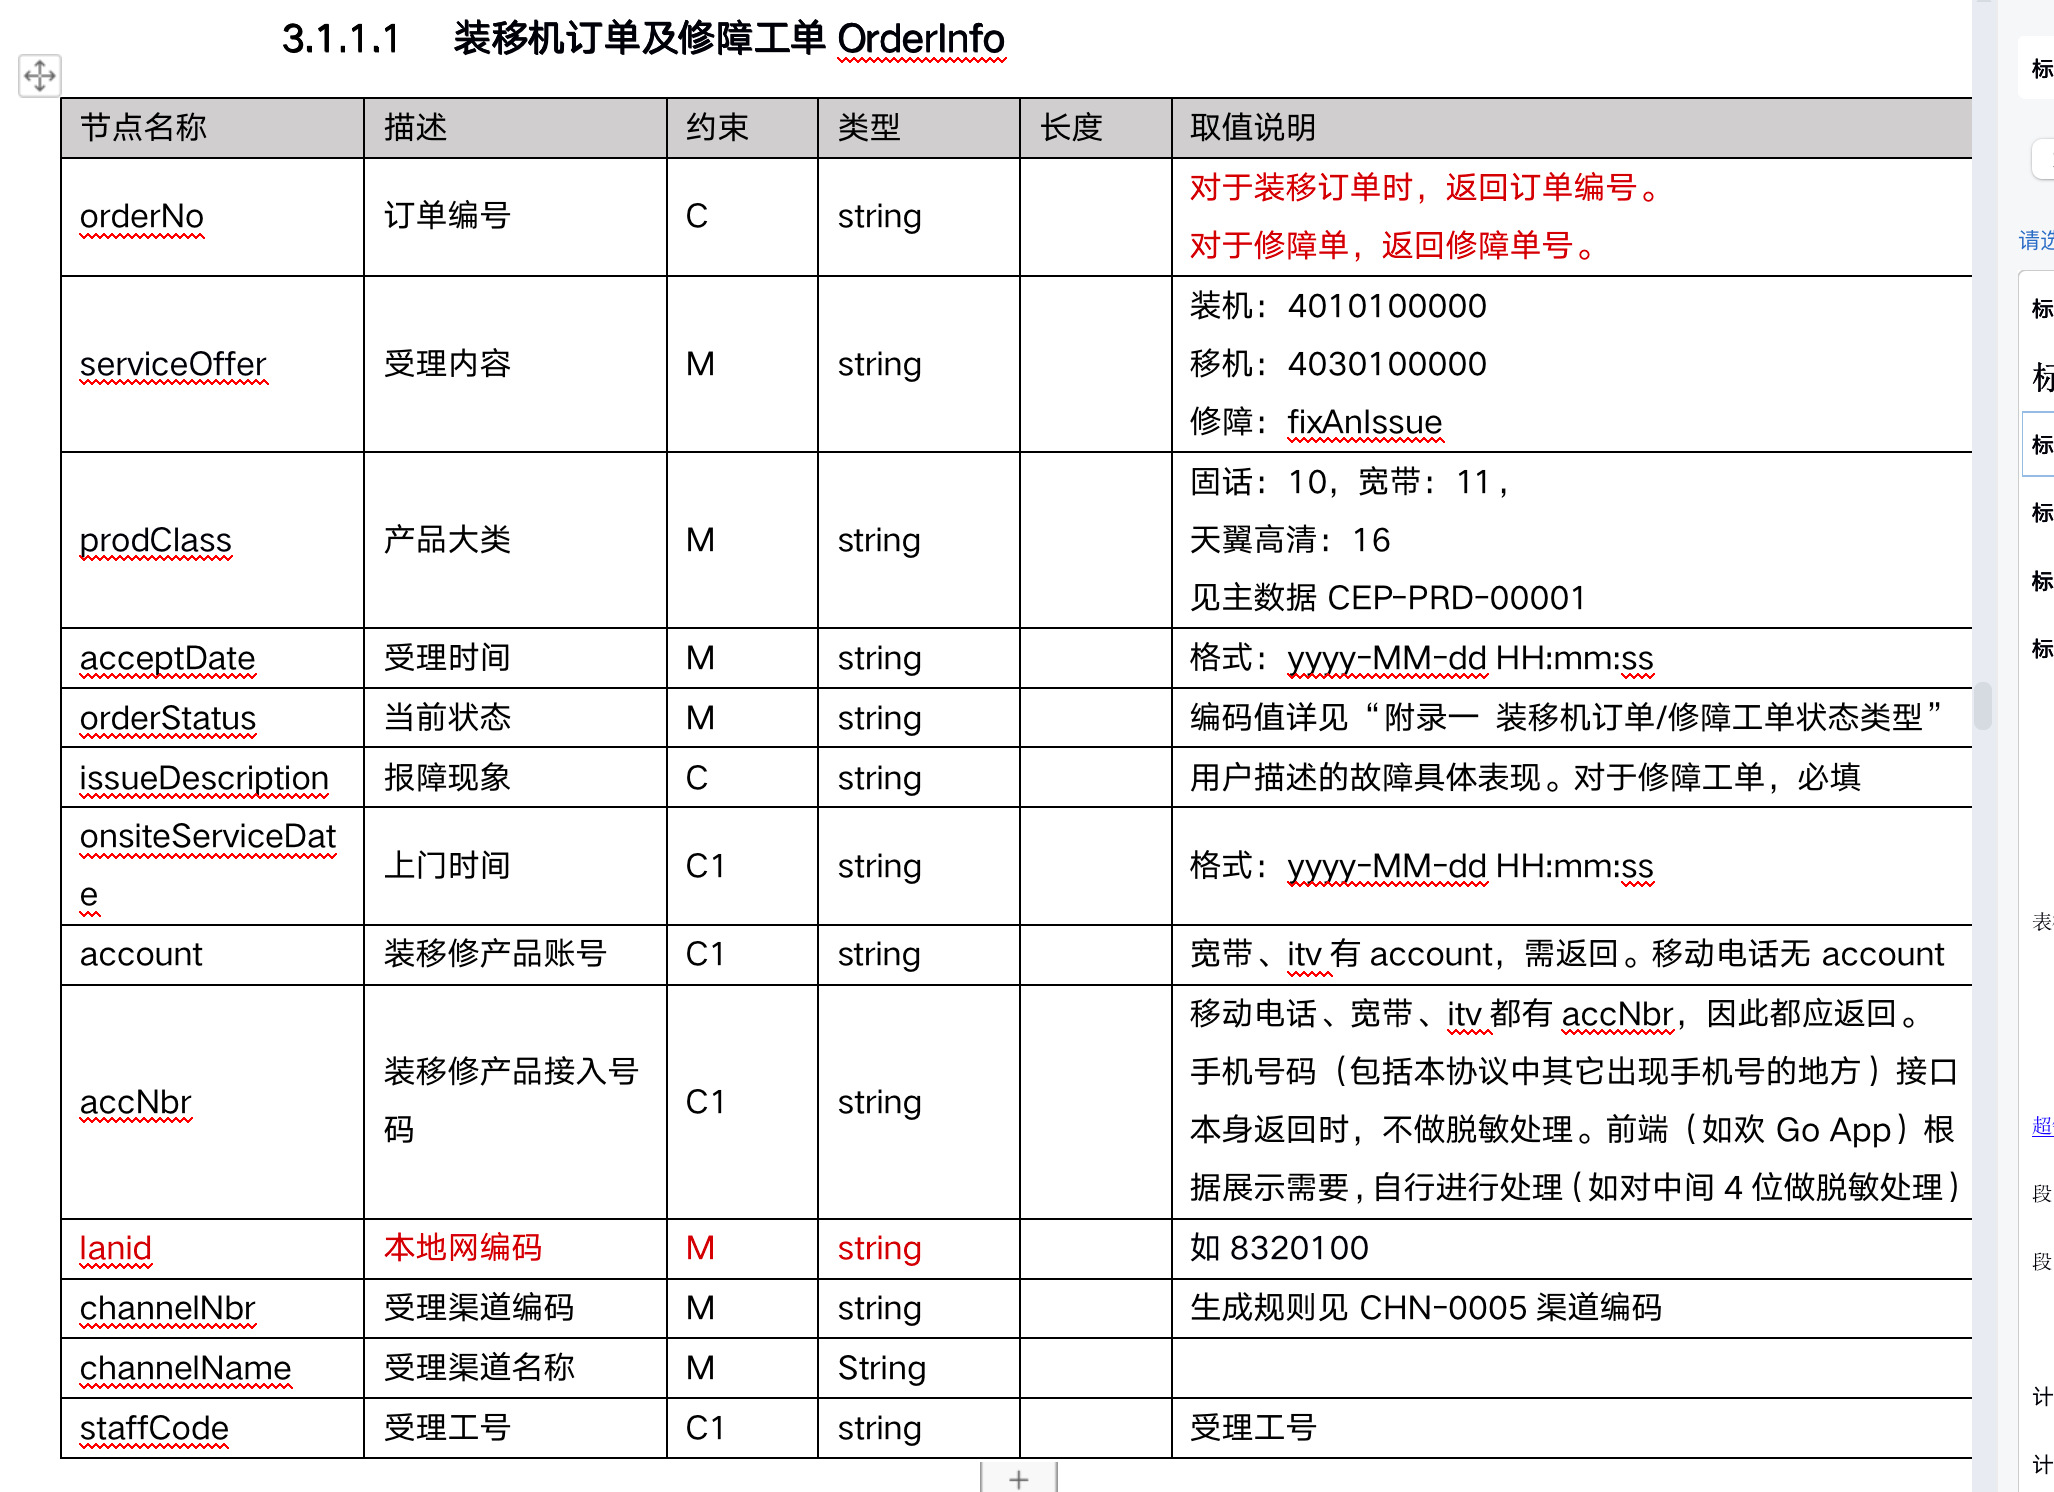 3.1.1.1 装移机订单及修障工单 OrderInfo
节点名称 描述 约束 类型 长度 取值说明
orderNo 订单编号 C string 对于装移订单时，返回订单编号。
对于修障单，返回修障单号。
serviceOffer 受理内容 M string 装机：4010100000
移机：4030100000
修障：fixAnIssue
prodClass 产品大类 M string 固话：10，宽带：11，
天翼高清：16
见主数据 CEP-PRD-00001
acceptDate 受理时间 M string 格式：yyyy-MM-dd HH:mm:ss
orderStatus 当前状态 M string 编码值详见“附录一 装移机订单/修障工单状态类型”
issueDescription 报障现象 C string 用户描述的故障具体表现。对于修障工单，必填
onsiteServiceDat
e 上门时间 C1 string 格式：yyyy-MM-dd HH:mm:ss
account 装移修产品账号 C1 string 宽带、itv 有 account，需返回。移动电话无 account
accNbr 装移修产品接入号
码 C1 string 移动电话、宽带、itv 都有 accNbr，因此都应返回。
手机号码（包括本协议中其它出现手机号的地方）接口
本身返回时，不做脱敏处理。前端（如欢 Go App）根
据展示需要，自行进行处理（如对中间 4 位做脱敏处理）
lanid 本地网编码 M string 如 8320100
channelNbr 受理渠道编码 M string 生成规则见 CHN-0005 渠道编码
channelName 受理渠道名称 M String
staffCode 受理工号 C1 string 受理工号
标
请选
标
标
标
标
标
标
表
超
段
段
计
计